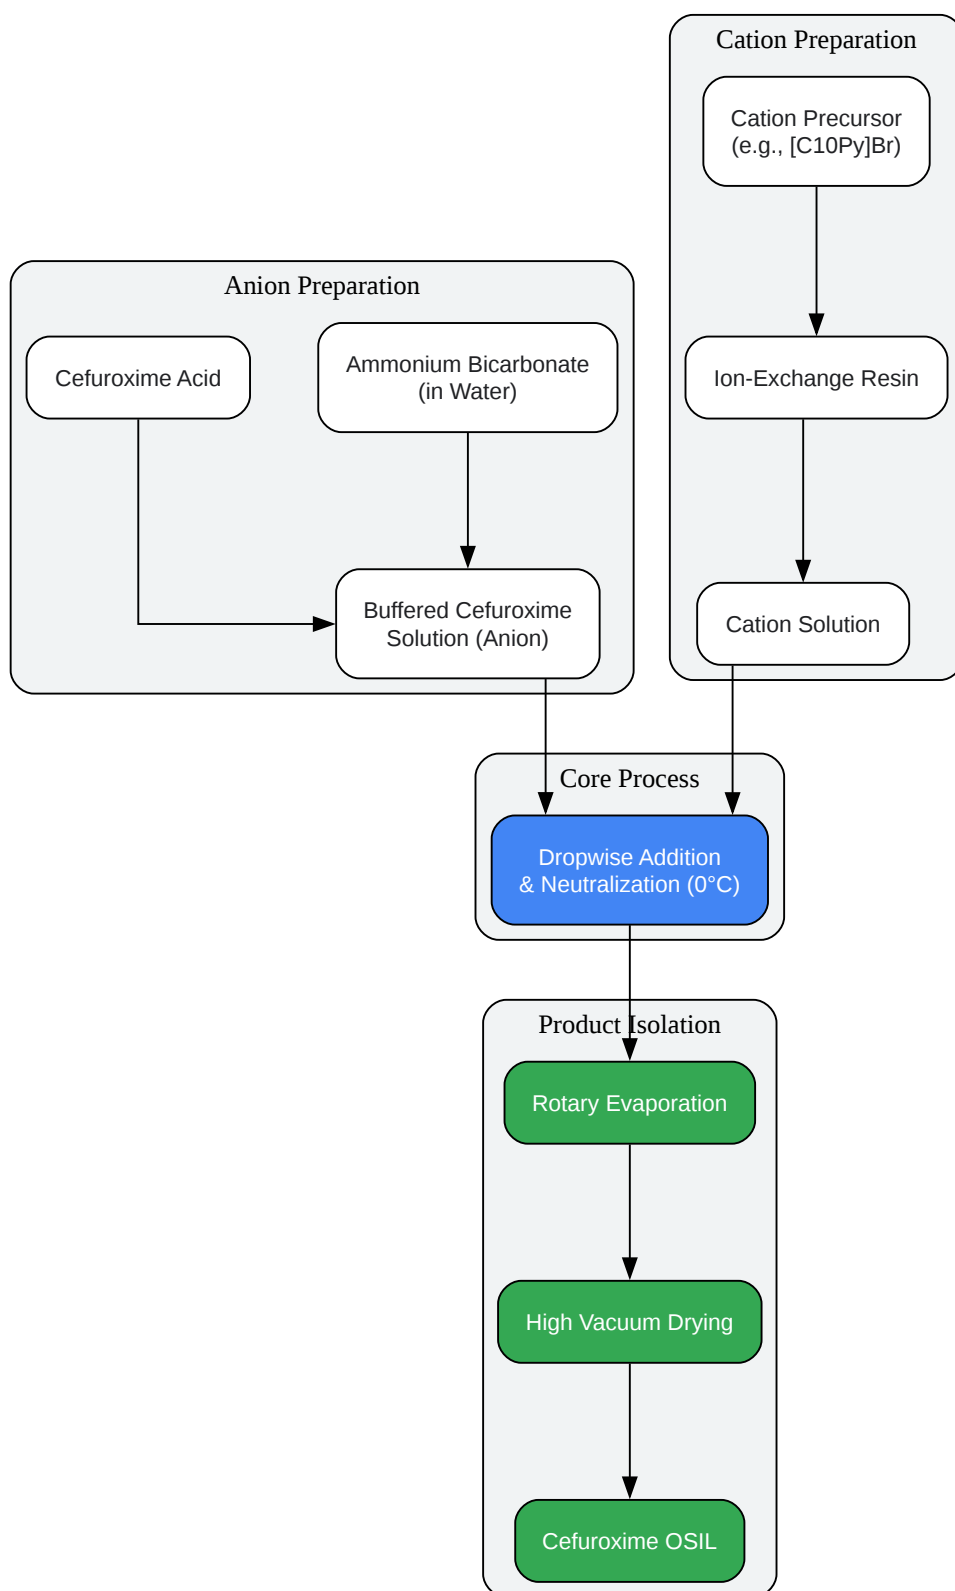 Cation Preparation
Cation Precursor
(e.g., [C10Py]Br)
Ion-Exchange Resin
Cation Solution
Anion Preparation
Cefuroxime Acid
Ammonium Bicarbonate
(in Water)
Buffered Cefuroxime
Solution (Anion)
Core Process
Dropwise Addition
& Neutralization (0°C)
Product Isolation
Rotary Evaporation
High Vacuum Drying
Cefuroxime OSIL